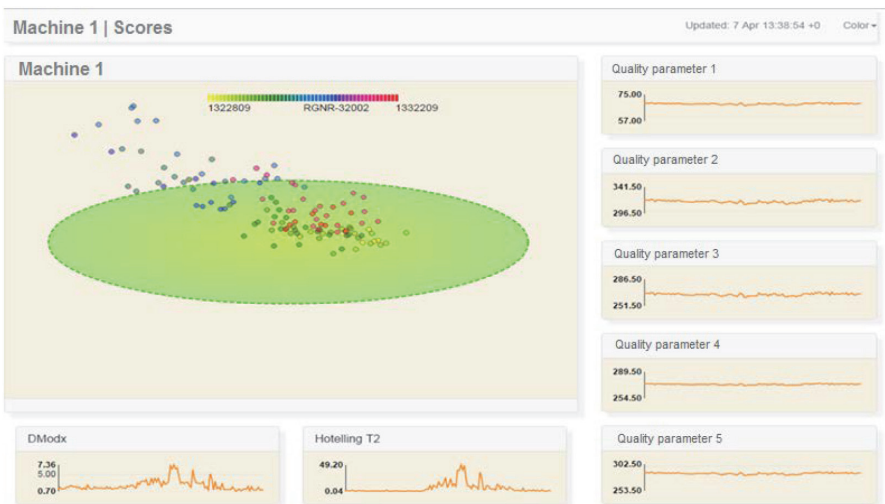 Machine 1 | Scores
Updated: 7 Apr 13:38:54 +0 Color
Machine 1
1322809 RGNR-32002 1332209
Quality parameter 1
75.00
57.00
Quality parameter 2
341.50
296.50
Quality parameter 3
286.50
251.50
Quality parameter 4
289.50
254.50
DModx
7.36
5.00
0.70
Hotelling T2
49.20
0.04
Quality parameter 5
302.50
253.50